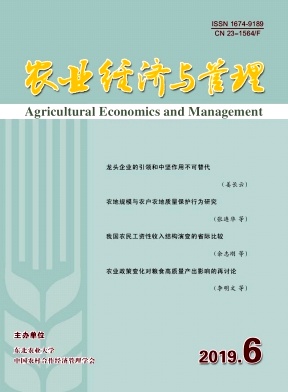 ISSN 1674-9189
CN 23-1564/F
农业经济与管理
Agricultural Economics and Management
龙头企业的引领和中坚作用不可替代
(姜长云)
农地规模与农户农地质量保护行为研究
(张连华 等)
我国农民工资性收入结构演变的省际比较
(余志刚 等)
农业政策变化对粮食高质量产出影响的再讨论
(李明文 等)
主办单位
东北农业大学
中国农村合作经济管理学会
2019.6